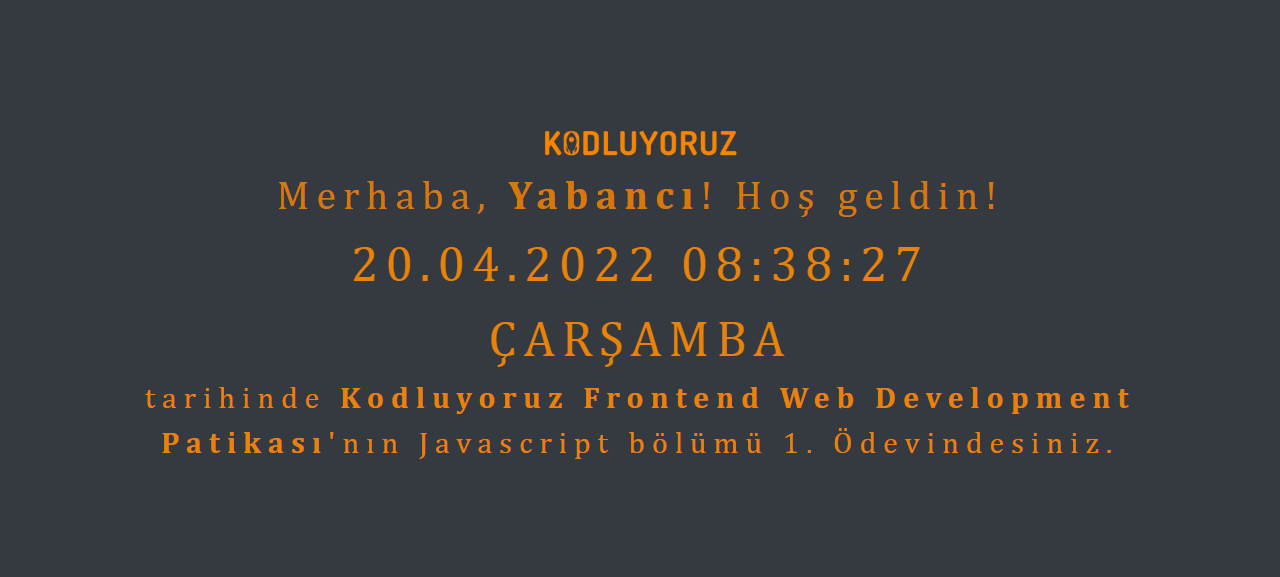 KODLUYORUZ
Merhaba, Yabancı! Hoş geldin!
20.04.2022 08:38:27
ÇARŞAMBA
tarihinde Kodluyoruz Frontend Web Development
Patikası'nın Javascript bölümü 1. Ödevindesiniz.